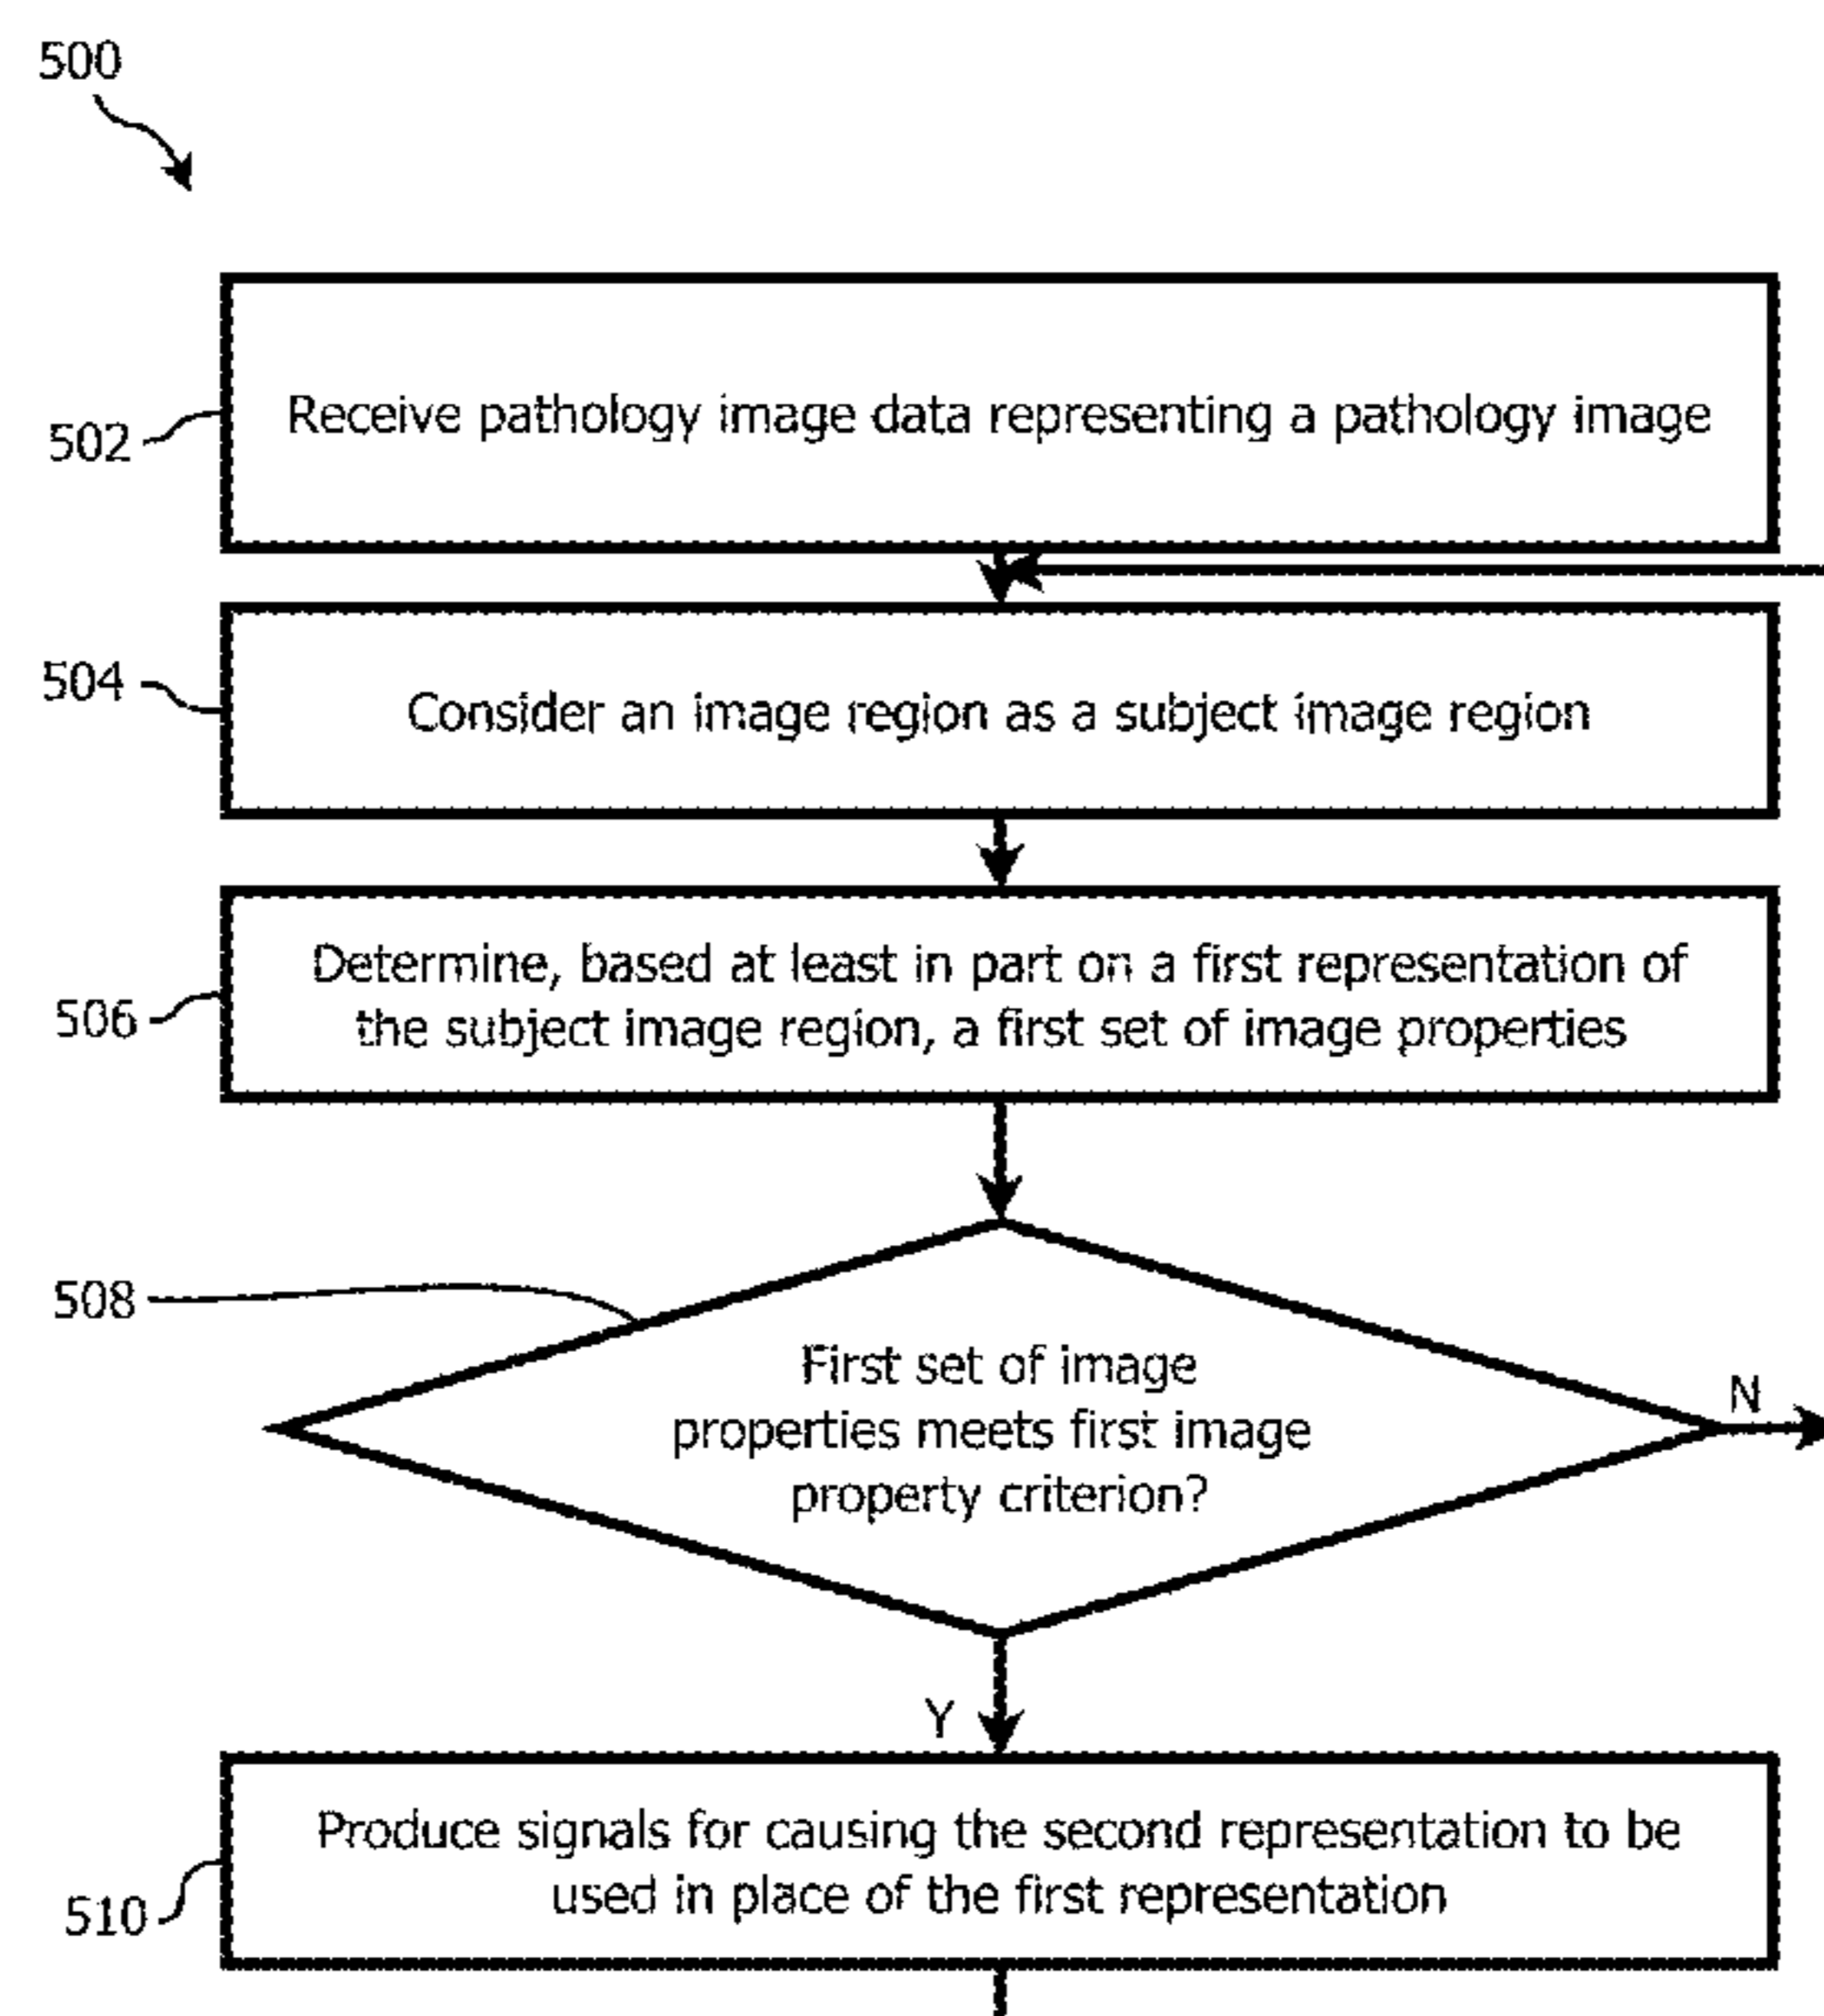 500
502
Receive pathology image data representing a pathology image
504
Consider an image region as a subject image region
506
Determine, based at least in part on a first representation of
the subject image region, a first set of image properties
508
First set of image
properties meets first image
property criterion?
N
Y
510
Produce signals for causing the second representation to be
used in place of the first representation